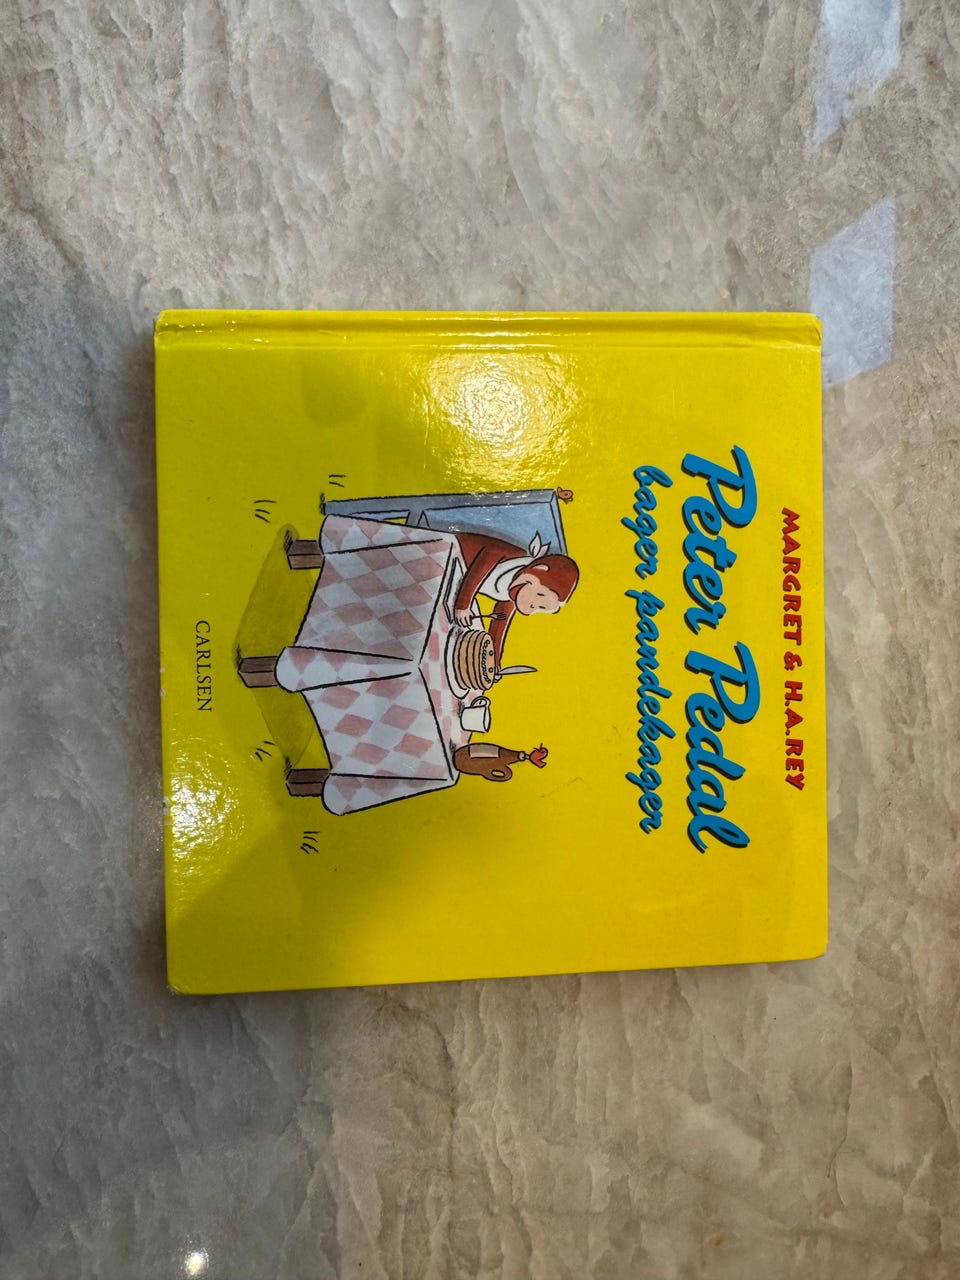 MARGRET & H.A.REY
Peter Pedal
bager pandekager
CARLSEN